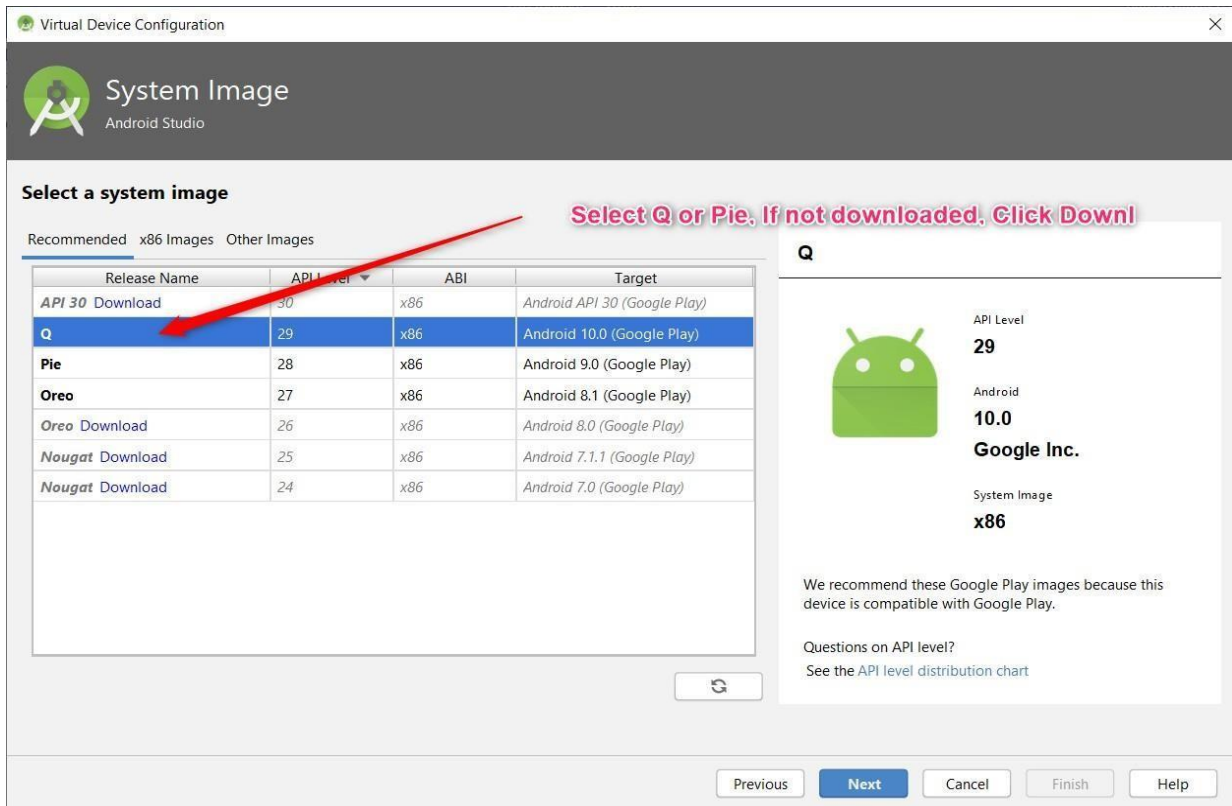 Virtual Device Configuration
System Image
Android Studio
Select a system image
Select Q or Pie. If not downloaded. Click Downl
Recommended x86 Images Other Images
Release Name API Level ABI Target
API 30 Download 30 x86 Android API 30 (Google Play)
Q 29 x86 Android 10.0 (Google Play)
Pie 28 x86 Android 9.0 (Google Play)
Oreo 27 x86 Android 8.1 (Google Play)
Oreo Download 26 x86 Android 8.0 (Google Play)
Nougat Download 25 x86 Android 7.1.1 (Google Play)
Nougat Download 24 x86 Android 7.0 (Google Play)
Q
API Level
29
Android
10.0
Google Inc.
System Image
x86
We recommend these Google Play images because this
device is compatible with Google Play.
Questions on API level?
See the API level distribution chart
Previous Next Cancel Finish Help